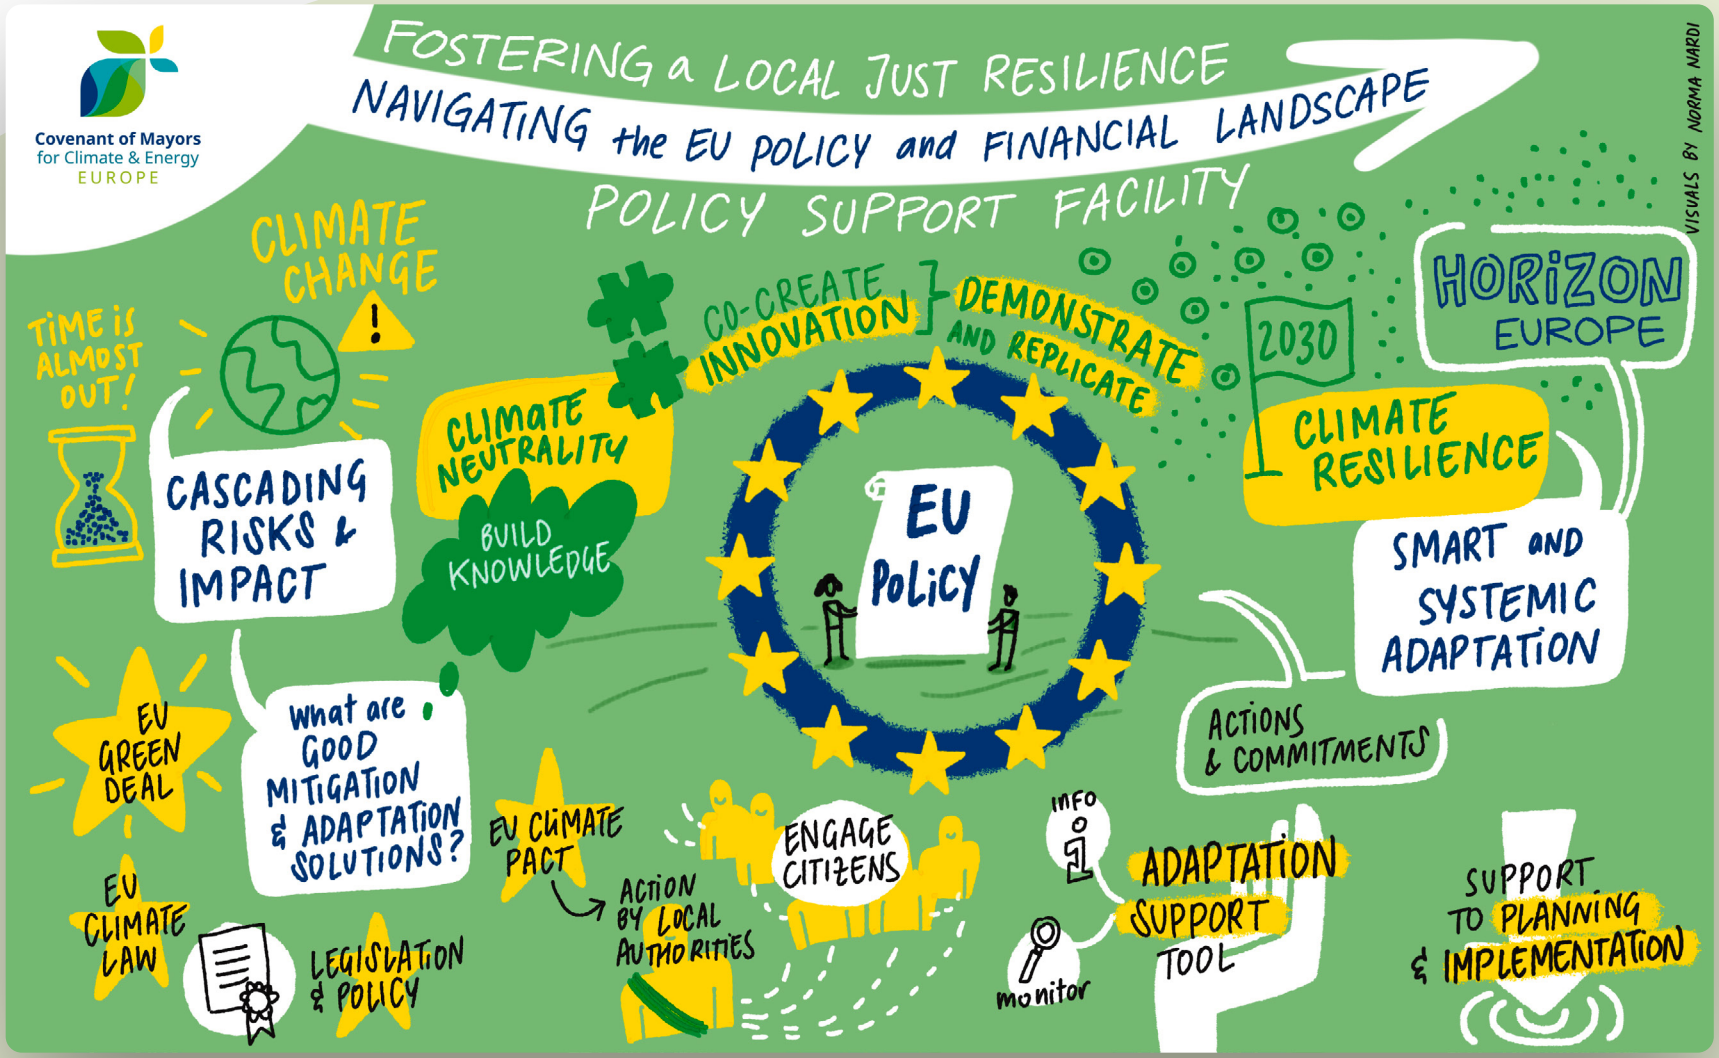 Covenant of Mayors
for Climate & Energy
EUROPE
FOSTERING a LOCAL JUST RESILIENCE
NAVIGATING the EU POLICY and FINANCIAL LANDSCAPE
POLICY SUPPORT FACILITY
VISUALS BY NORMA NARDI
CLIMATE
CHANGE
!
TIME is
ALMOST
OUT!
CASCADING
RISKS &
IMPACT
CLIMATE
NEUTRALITY
BUILD
KNOWLEDGE
CO-CREATE
INNOVATION
DEMONSTRATE
AND REPLICATE
2030
HORIZON
EUROPE
CLIMATE
RESILIENCE
EU
POLICY
SMART AND
SYSTEMIC
ADAPTATION
ACTIONS
& COMMITMENTS
EU
GREEN
DEAL
What are
GOOD
MITIGATION
& ADAPTATION
SOLUTIONS?
EU
CLIMATE
LAW
LEGISLATION
& POLICY
EU CLIMATE
PACT
ACTION
BY LOCAL
AUTHORITIES
ENGAGE
CITIZENS
INFO
i
monitor
ADAPTATION
SUPPORT
TOOL
SUPPORT
TO PLANNING
& IMPLEMENTATION